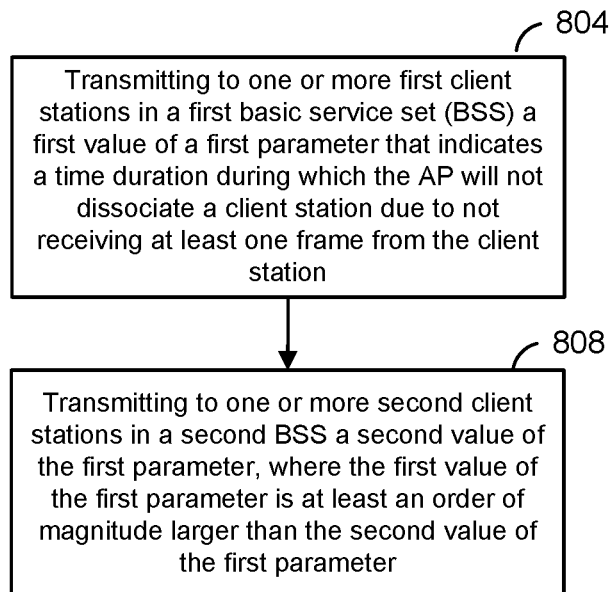 804
Transmitting to one or more first client
stations in a first basic service set (BSS) a
first value of a first parameter that indicates
a time duration during which the AP will not
dissociate a client station due to not
receiving at least one frame from the client
station
808
Transmitting to one or more second client
stations in a second BSS a second value of
the first parameter, where the first value of
the first parameter is at least an order of
magnitude larger than the second value of
the first parameter